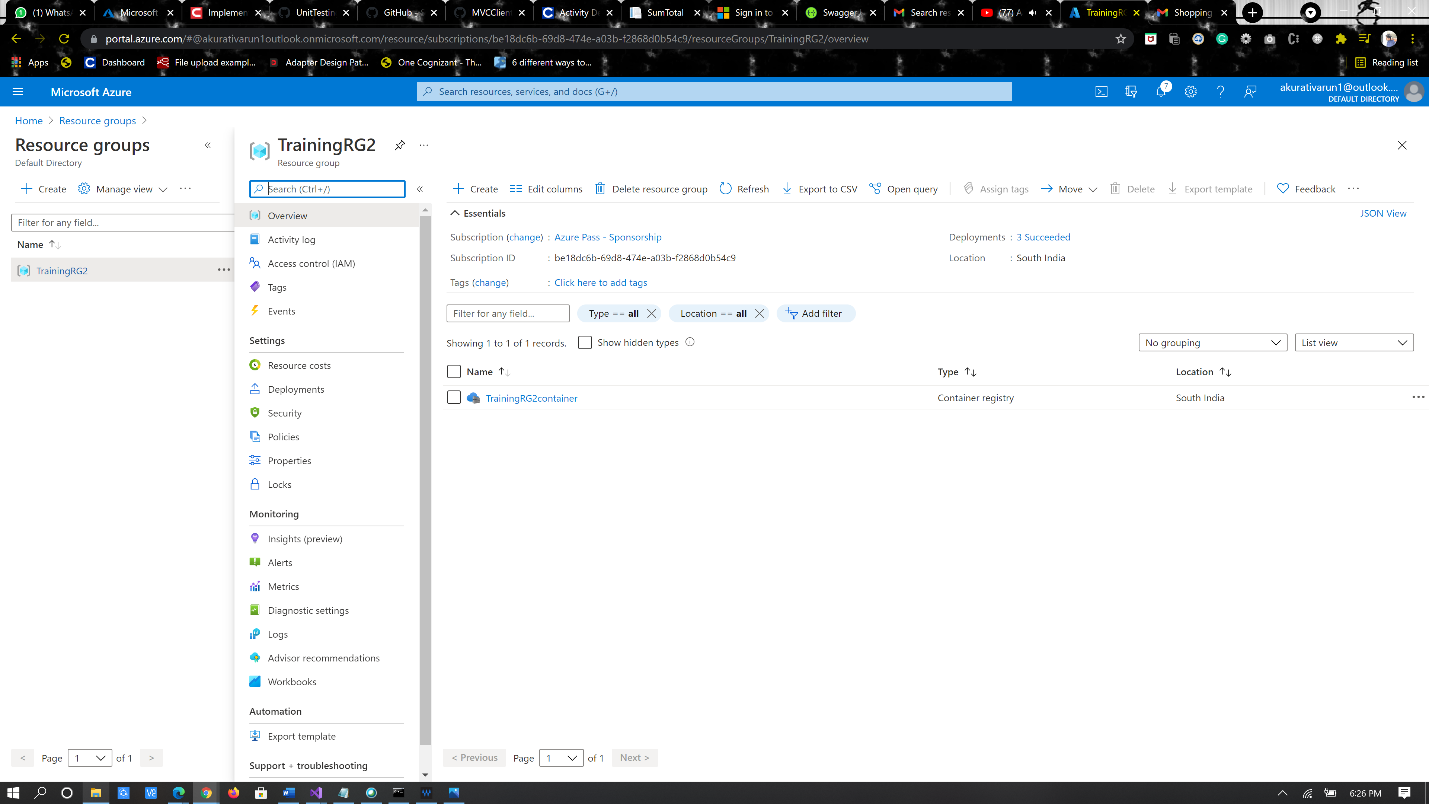 (1) Whats
Microsoft
Implemen
UnitTestin
GitHub - S
MVCClien
Activity De
SumTotal
Sign in to
Swagger
Search res
(77) A
TrainingRG
Shopping
portal.azure.com/#@akurativarun1outlook.onmicrosoft.com/resource/subscriptions/be18dc6b-69d8-474e-a03b-f2868d0b54c9/resourceGroups/TrainingRG2/overview
Apps
Dashboard
File upload exampl...
Adapter Design Pat...
One Cognizant - Th...
6 different ways to...
Reading list
Microsoft Azure
Search resources, services, and docs (G+/)
7
akurativarun1@outlook....
DEFAULT DIRECTORY
Home > Resource groups >
Resource groups
Default Directory
Create
Manage view
Filter for any field...
Name
TrainingRG2
< Page 1 of 1 >
TrainingRG2
Resource group
Search (Ctrl+/)
Overview
Activity log
Access control (IAM)
Tags
Events
Settings
Resource costs
Deployments
Security
Policies
Properties
Locks
Monitoring
Insights (preview)
Alerts
Metrics
Diagnostic settings
Logs
Advisor recommendations
Workbooks
Automation
Export template
Support + troubleshooting
Create
Edit columns
Delete resource group
Refresh
Export to CSV
Open query
Assign tags
Move
Delete
Export template
Feedback
Essentials
JSON View
Subscription (change) : Azure Pass - Sponsorship
Deployments : 3 Succeeded
Subscription ID : be18dc6b-69d8-474e-a03b-f2868d0b54c9
Location : South India
Tags (change) : Click here to add tags
Filter for any field...
Type == all
Location == all
Add filter
Showing 1 to 1 of 1 records.
Show hidden types
No grouping
List view
Name
Type
Location
TrainingRG2container
Container registry
South India
< Previous Page 1 of 1 Next >
6:26 PM